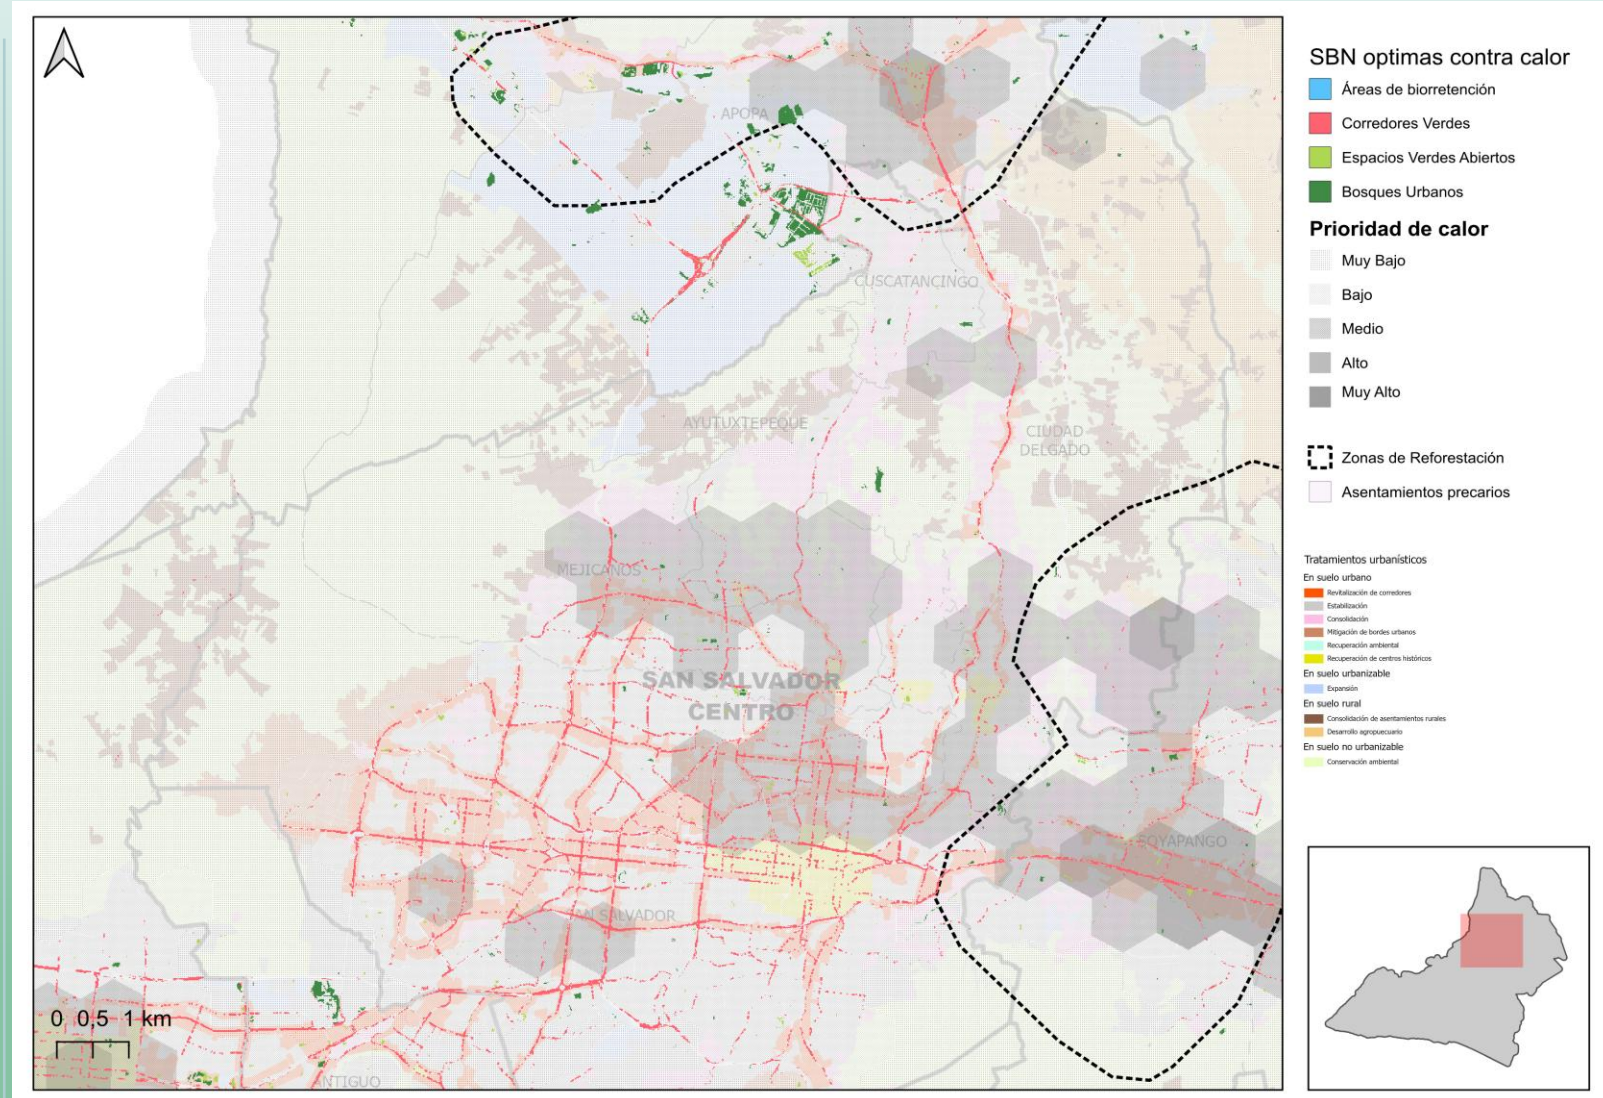 APOPA
CUSCATANCINGO
AYUTUXTEPEQUE
CIUDAD
DELGADO
MEJICANOS
SAN SALVADOR
CENTRO
SOYAPANGO
SAN SALVADOR
ANTIGUO
0 0,5 1 km
SBN optimas contra calor
Áreas de biorretención
Corredores Verdes
Espacios Verdes Abiertos
Bosques Urbanos
Prioridad de calor
Muy Bajo
Bajo
Medio
Alto
Muy Alto
Zonas de Reforestación
Asentamientos precarios
Tratamientos urbanísticos
En suelo urbano
Revitalización de corredores
Estabilización
Consolidación
Mitigación de bordes urbanos
Recuperación ambiental
Recuperación de centros históricos
En suelo urbanizable
Expansión
En suelo rural
Consolidación de asentamientos rurales
Desarrollo agropuecuario
En suelo no urbanizable
Conservación ambiental